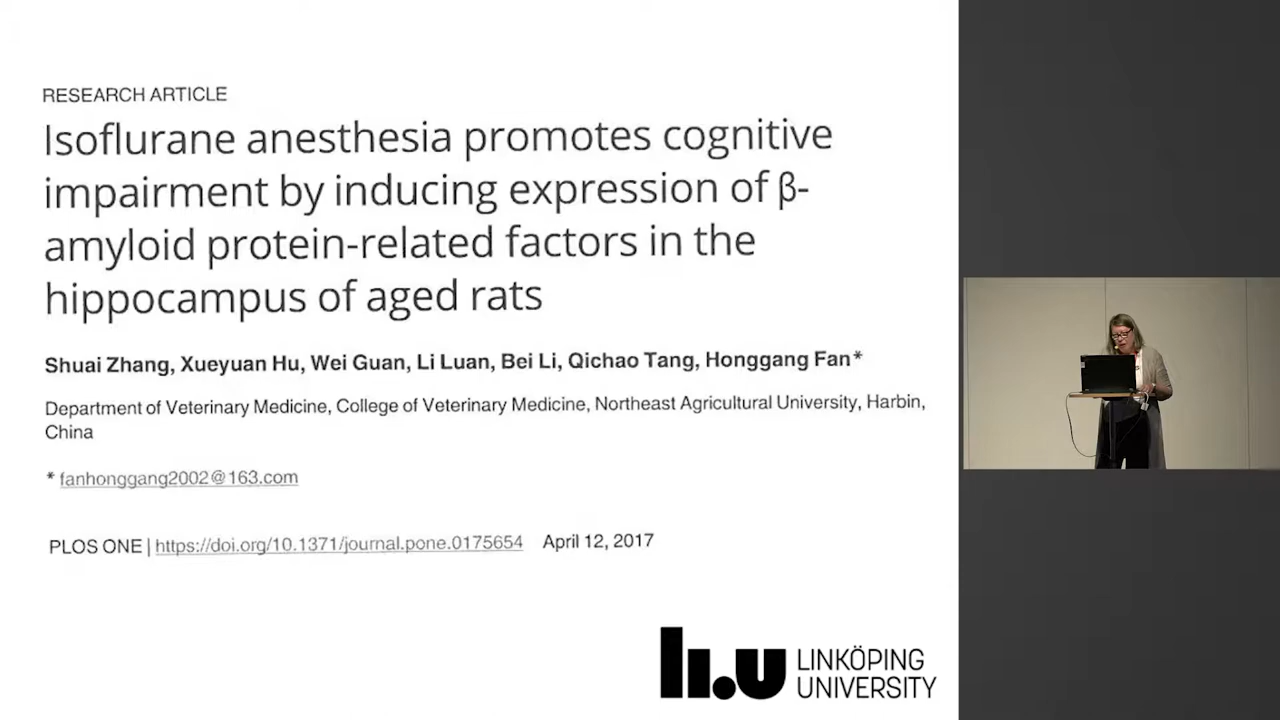 RESEARCH ARTICLE
Isoflurane anesthesia promotes cognitive
impairment by inducing expression of β-
amyloid protein-related factors in the
hippocampus of aged rats
Shuai Zhang, Xueyuan Hu, Wei Guan, Li Luan, Bei Li, Qichao Tang, Honggang Fan*
Department of Veterinary Medicine, College of Veterinary Medicine, Northeast Agricultural University, Harbin,
China
* fanhonggang2002@163.com
PLOS ONE | https://doi.org/10.1371/journal.pone.0175654 April 12, 2017
li.u LINKÖPING
UNIVERSITY